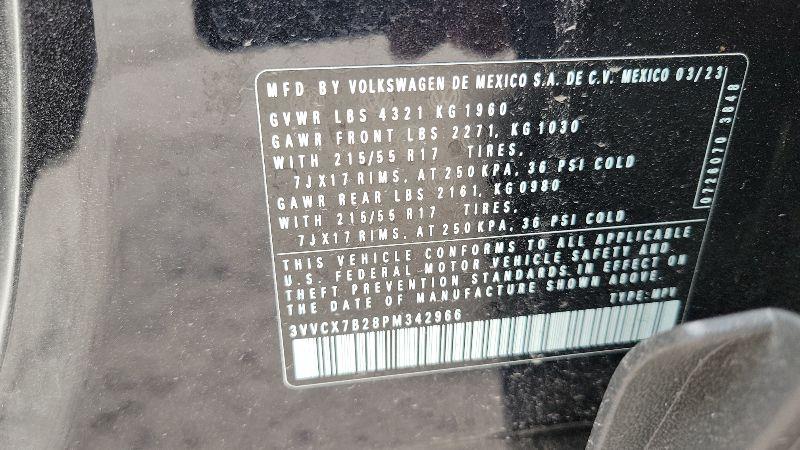 MFD BY VOLKSWAGEN DE MEXICO S.A. DE C.V. MEXICO 03/23
GVWR LBS 4321 KG 1960
GAWR FRONT LBS 2271, KG 1030
WITH 215/55 R17 TIRES,
7JX17 RIMS, AT 250 KPA, 36 PSI COLD
GAWR REAR LBS 2161, KG 0980
WITH 215/55 R17 TIRES,
7JX17 RIMS, AT 250 KPA, 36 PSI COLD
THIS VEHICLE CONFORMS TO ALL APPLICABLE
U.S. FEDERAL MOTOR VEHICLE SAFETY AND
THEFT PREVENTION STANDARDS IN EFFECT ON
THE DATE OF MANUFACTURE SHOWN ABOVE.
TYPE-MPV
3VVCX7B28PM342966
0726070 3848